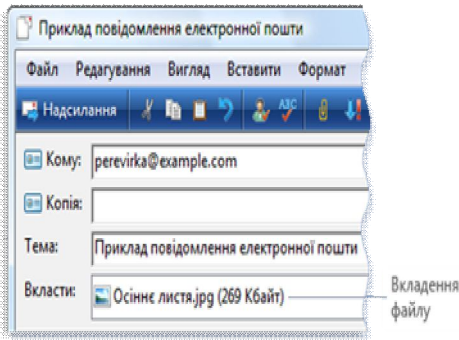 Приклад повідомлення електронної пошти
Файл Редагування Вигляд Вставити Формат
Надсилання ABC
Кому: perevirka@example.com
Копія:
Тема: Приклад повідомлення електронної пошти
Вкласти: Осіннє листя.jpg (269 Кбайт)
Вкладення
файлу